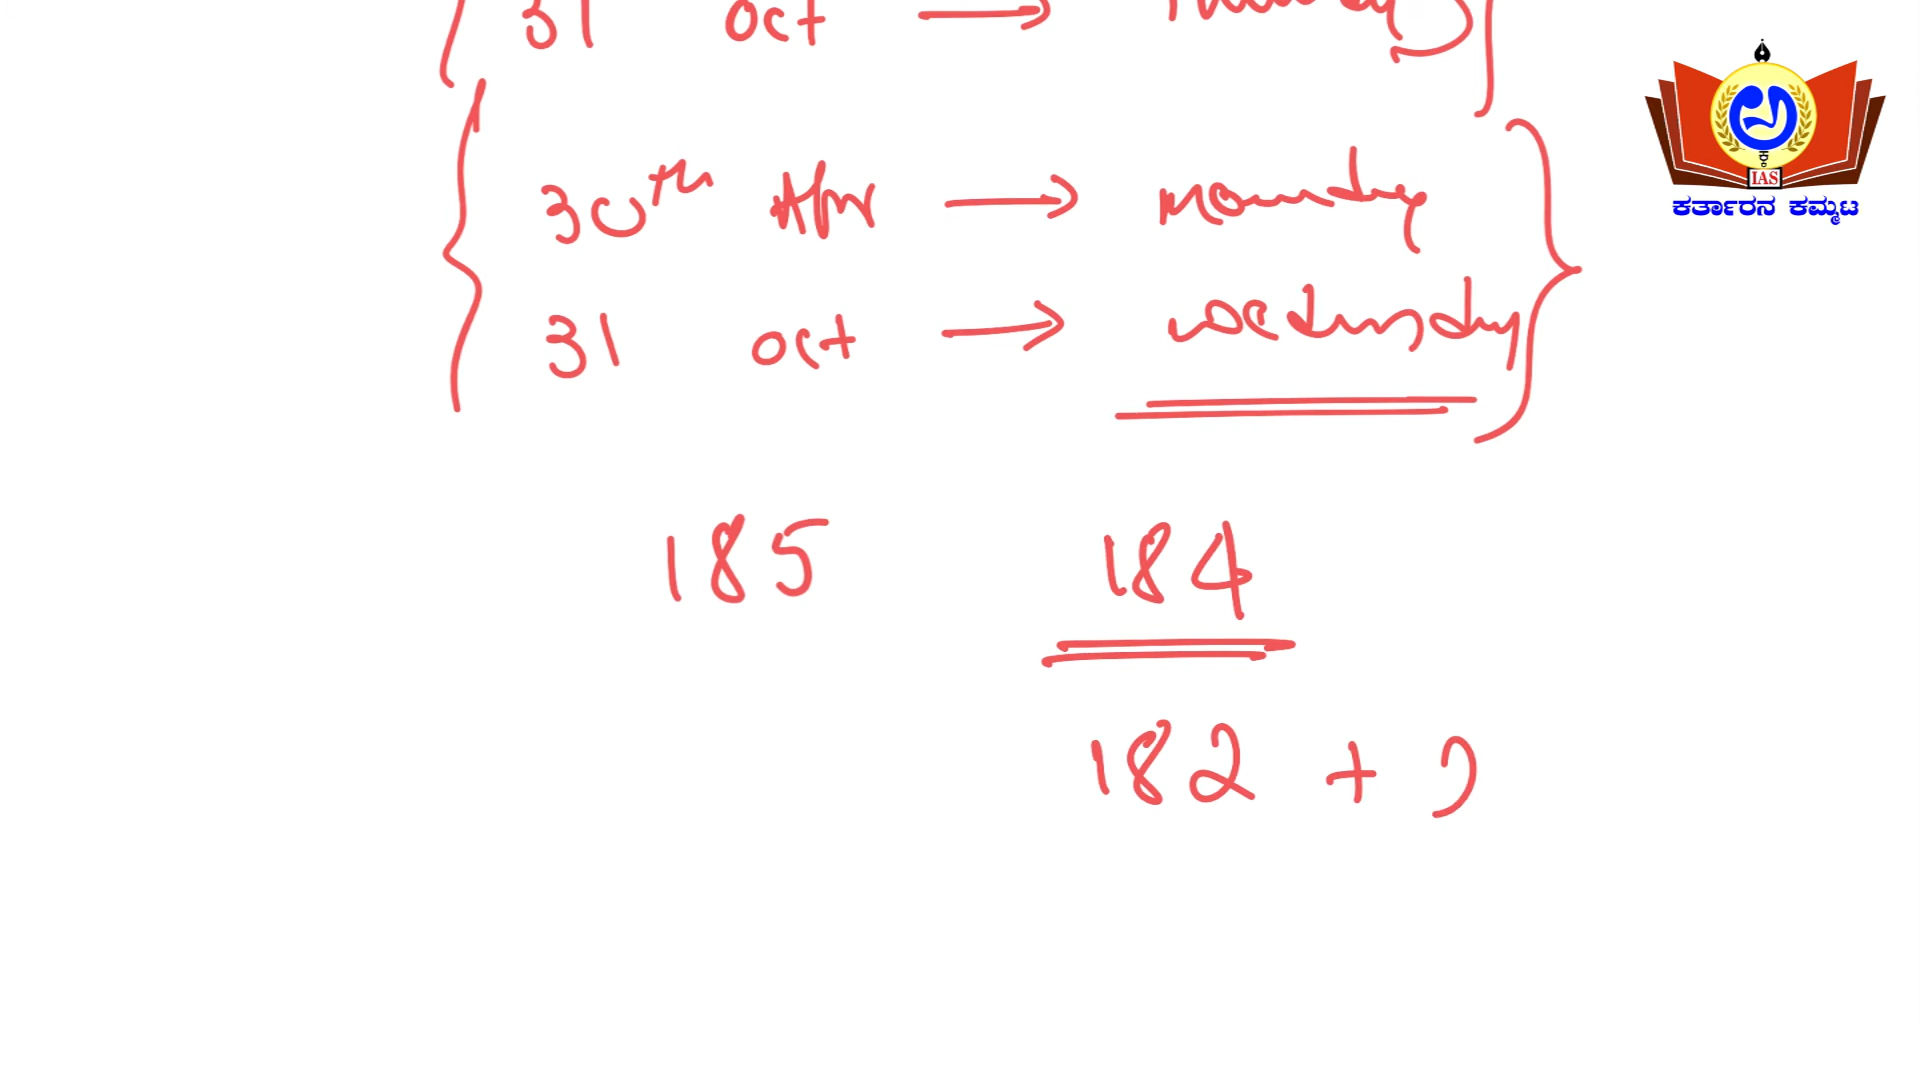 31 oct →
30th Apr → Monday
31 oct → wednesday
185 184
182 + 2
IAS
ಕರ್ತಾರನ ಕಮ್ಮಟ